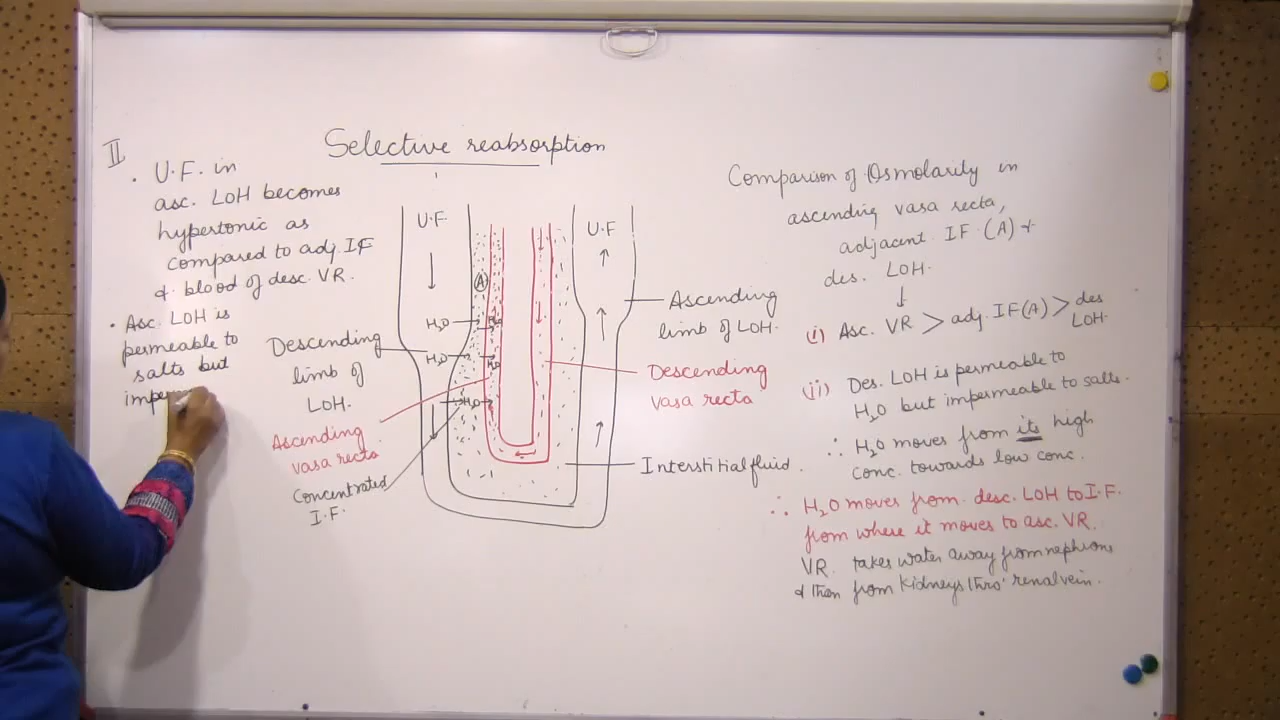 Selective reabsorption
II
. U.F. in
asc. LOH becomes
hypertonic as
compared to adj. IF
& blood of desc. VR.
. Asc. LOH is
permeable to
salts but
impe
U.F
U.F
A
H₂O
H₂O
H₂O
H₂O
Descending
limb of
LOH.
Ascending
vasa recta
Concentrated
I.F.
Ascending
limb of LOH.
Descending
vasa recta
Interstitial fluid.
Comparison of Osmolarity in
ascending vasa recta,
adjacent IF (A) &
des. LOH.
(i) Asc. VR > adj. IF(A) > des
LOH.
(ii) Des. LOH is permeable to
H₂O but impermeable to salts.
∴ H₂O moves from its high
conc. towards low conc.
∴ H₂O moves from desc. LOH to I.F.
from where it moves to asc. VR.
VR. takes water away from nephrons
& then from kidneys thro' renal vein.